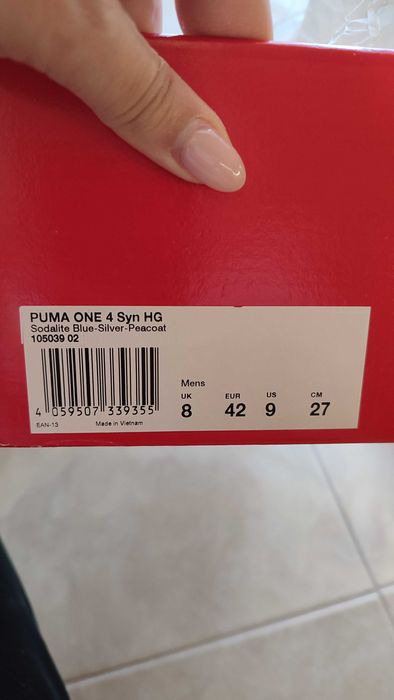 PUMA ONE 4 Syn HG
Sodalite Blue-Silver-Peacoat
105039 02
4 059507 339355
EAN-13 Made in Vietnam
Mens
UK EUR US CM
8 42 9 27